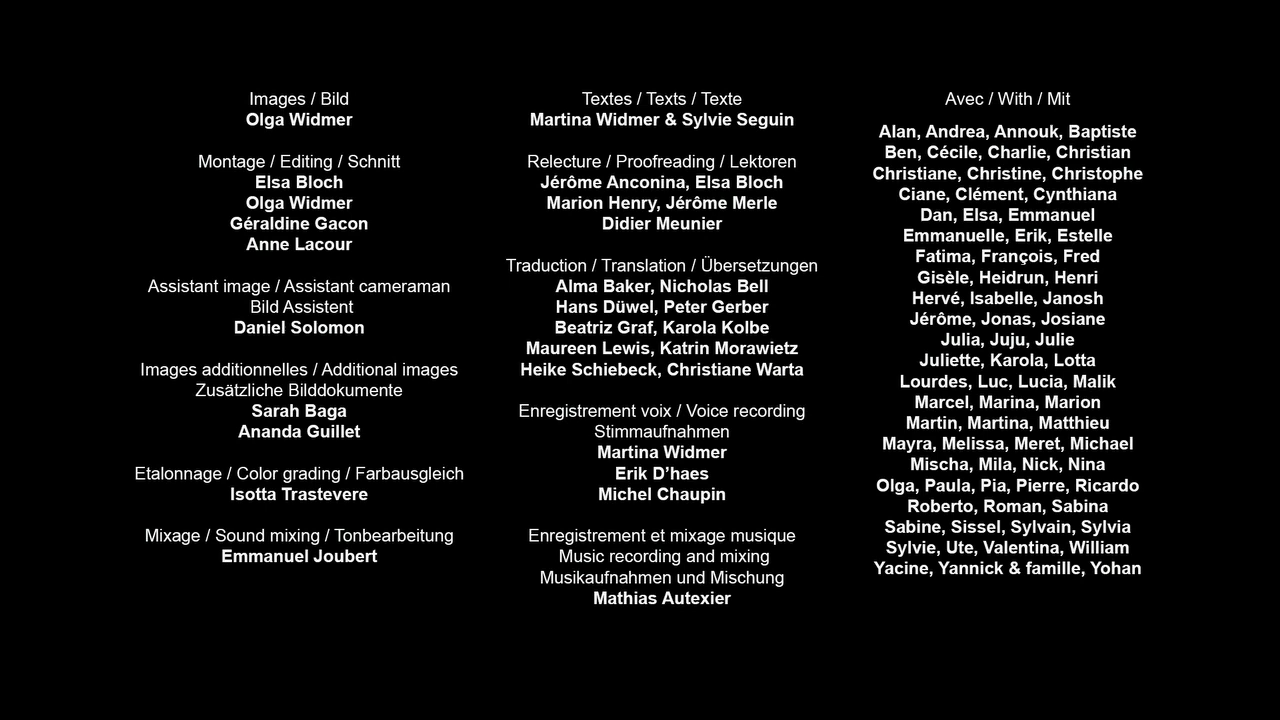 Images / Bild
Olga Widmer
Montage / Editing / Schnitt
Elsa Bloch
Olga Widmer
Géraldine Gacon
Anne Lacour
Assistant image / Assistant cameraman
Bild Assistent
Daniel Solomon
Images additionnelles / Additional images
Zusätzliche Bilddokumente
Sarah Baga
Ananda Guillet
Etalonnage / Color grading / Farbausgleich
Isotta Trastevere
Mixage / Sound mixing / Tonbearbeitung
Emmanuel Joubert
Textes / Texts / Texte
Martina Widmer & Sylvie Seguin
Relecture / Proofreading / Lektoren
Jérôme Anconina, Elsa Bloch
Marion Henry, Jérôme Merle
Didier Meunier
Traduction / Translation / Übersetzungen
Alma Baker, Nicholas Bell
Hans Düwel, Peter Gerber
Beatriz Graf, Karola Kolbe
Maureen Lewis, Katrin Morawietz
Heike Schiebeck, Christiane Warta
Enregistrement voix / Voice recording
Stimmaufnahmen
Martina Widmer
Erik D’haes
Michel Chaupin
Enregistrement et mixage musique
Music recording and mixing
Musikaufnahmen und Mischung
Mathias Autexier
Avec / With / Mit
Alan, Andrea, Annouk, Baptiste
Ben, Cécile, Charlie, Christian
Christiane, Christine, Christophe
Ciane, Clément, Cynthiana
Dan, Elsa, Emmanuel
Emmanuelle, Erik, Estelle
Fatima, François, Fred
Gisèle, Heidrun, Henri
Hervé, Isabelle, Janosh
Jérôme, Jonas, Josiane
Julia, Juju, Julie
Juliette, Karola, Lotta
Lourdes, Luc, Lucia, Malik
Marcel, Marina, Marion
Martin, Martina, Matthieu
Mayra, Melissa, Meret, Michael
Mischa, Mila, Nick, Nina
Olga, Paula, Pia, Pierre, Ricardo
Roberto, Roman, Sabina
Sabine, Sissel, Sylvain, Sylvia
Sylvie, Ute, Valentina, William
Yacine, Yannick & famille, Yohan